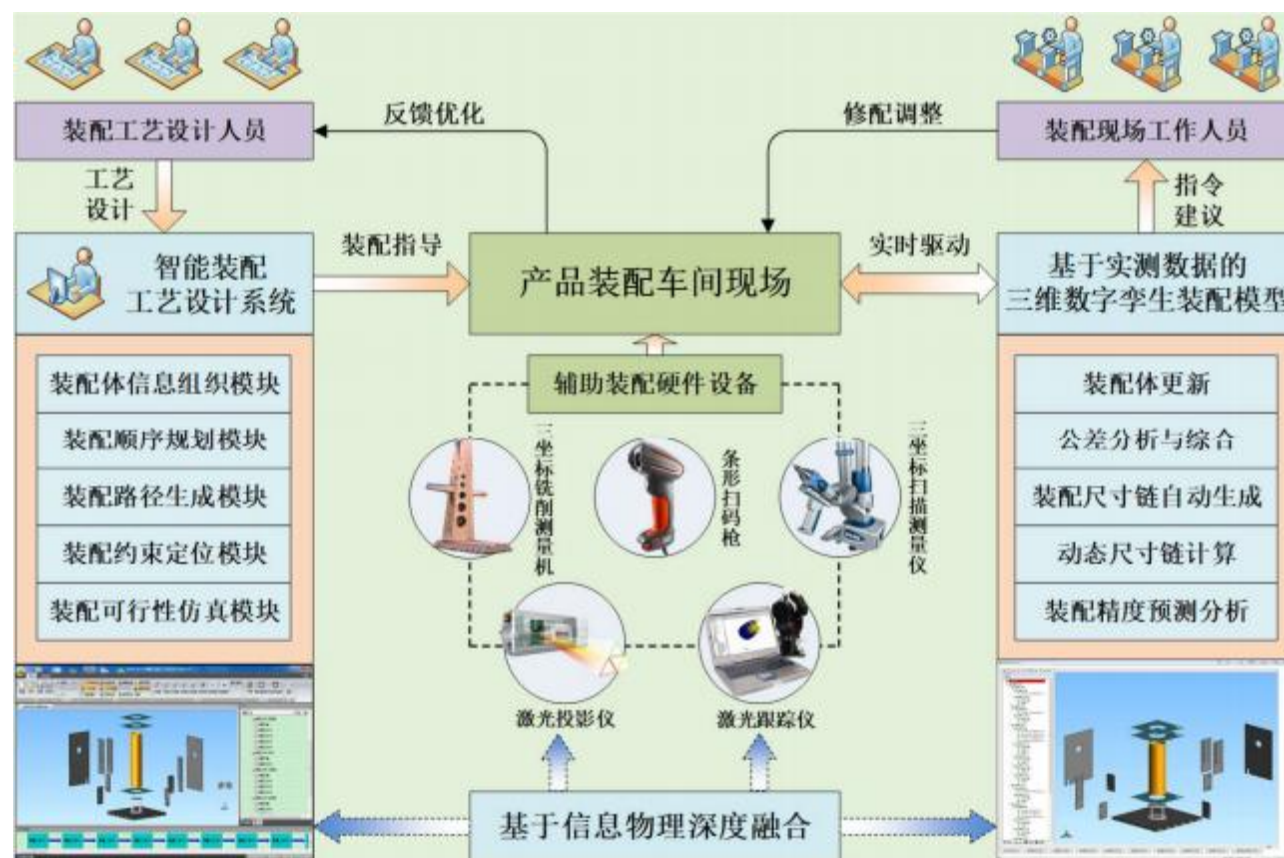 反馈优化
修配调整
装配工艺设计人员
装配现场工作人员
工艺
设计
指令
建议
智能装配
工艺设计系统
装配指导
产品装配车间现场
实时驱动
基于实测数据的
三维数字孪生装配模型
装配体信息组织模块
装配顺序规划模块
装配路径生成模块
装配约束定位模块
装配可行性仿真模块
辅助装配硬件设备
三坐标铣削测量机
条形扫码枪
三坐标扫描测量仪
激光投影仪
激光跟踪仪
装配体更新
公差分析与综合
装配尺寸链自动生成
动态尺寸链计算
装配精度预测分析
基于信息物理深度融合